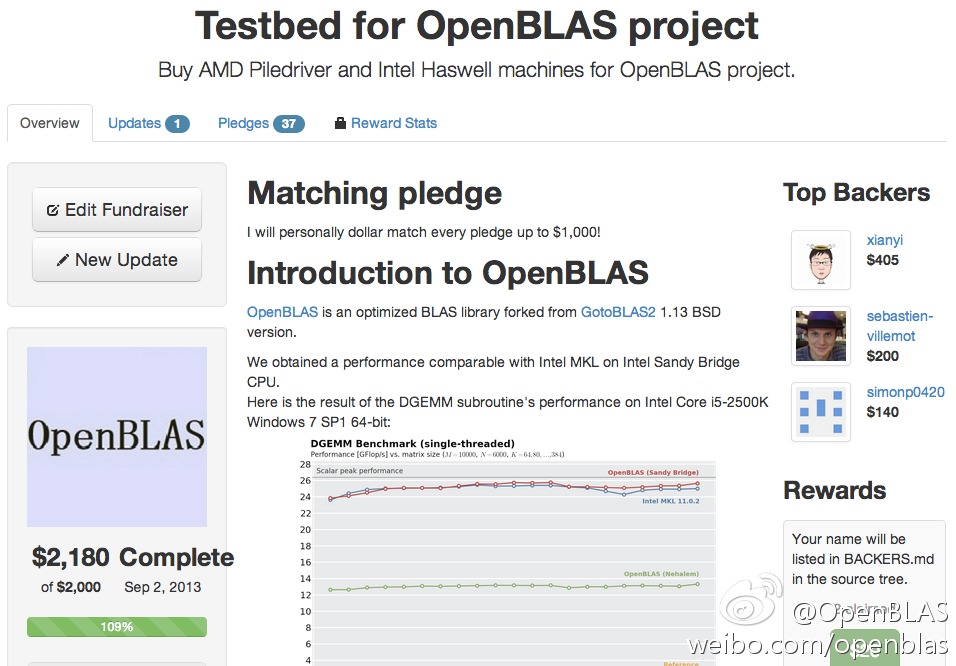 Testbed for OpenBLAS project
Buy AMD Piledriver and Intel Haswell machines for OpenBLAS project.
Overview
Updates 1
Pledges 37
Reward Stats
Edit Fundraiser
New Update
OpenBLAS
$2,180 Complete
of $2,000 Sep 2, 2013
109%
Matching pledge
I will personally dollar match every pledge up to $1,000!
Introduction to OpenBLAS
OpenBLAS is an optimized BLAS library forked from GotoBLAS2 1.13 BSD
version.
We obtained a performance comparable with Intel MKL on Intel Sandy Bridge
CPU.
Here is the result of the DGEMM subroutine's performance on Intel Core i5-2500K
Windows 7 SP1 64-bit:
DGEMM Benchmark (single-threaded)
Performance [GFlop/s] vs. matrix size (M=10000, N=6000, K=64,80,...,384)
28
Scalar peak performance
OpenBLAS (Sandy Bridge)
26
24
Intel MKL 11.0.2
22
20
18
16
14
OpenBLAS (Nehalem)
12
10
8
6
4
Reference
Top Backers
xianyi
$405
sebastien-
villemot
$200
simonp0420
$140
Rewards
Your name will be
listed in BACKERS.md
in the source tree.
@OpenBLAS
weibo.com/openblas